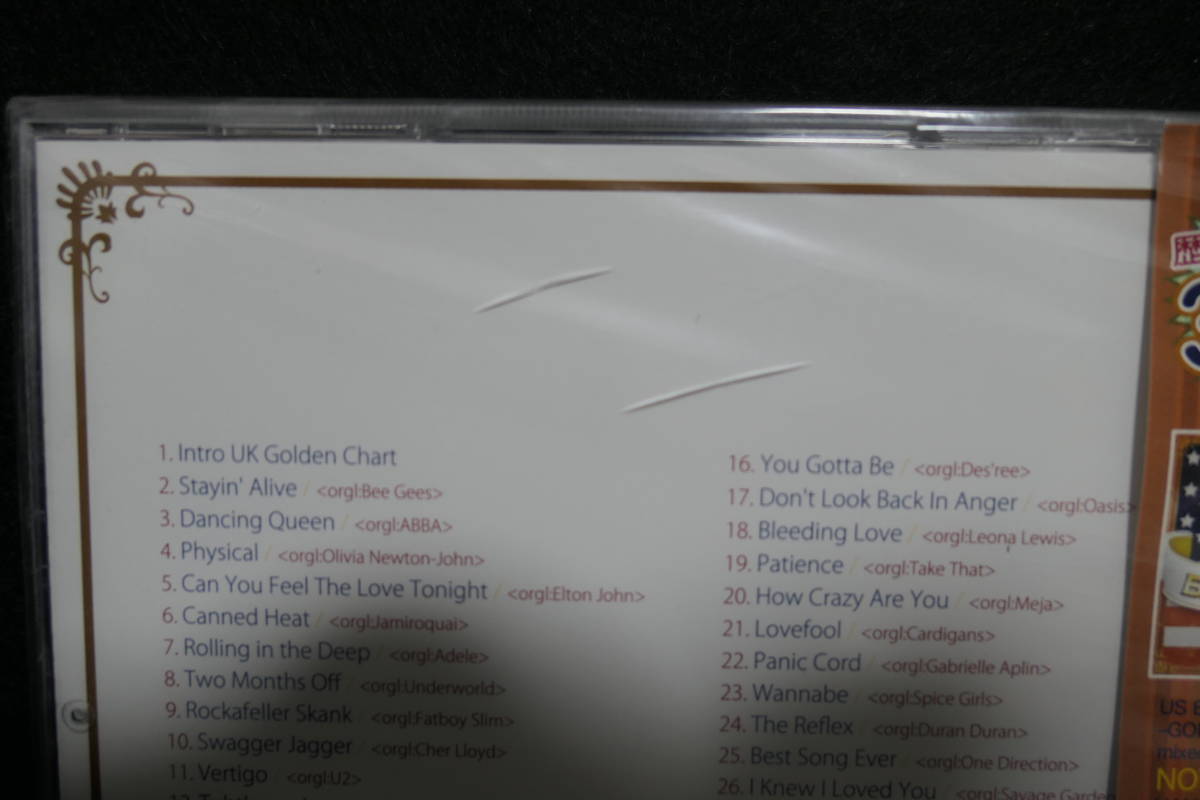 1. Intro UK Golden Chart
2. Stayin' Alive / <orgl:Bee Gees>
3. Dancing Queen / <orgl:ABBA>
4. Physical / <orgl:Olivia Newton-John>
5. Can You Feel The Love Tonight / <orgl:Elton John>
6. Canned Heat / <orgl:Jamiroquai>
7. Rolling in the Deep / <orgl:Adele>
8. Two Months Off / <orgl:Underworld>
9. Rockafeller Skank / <orgl:Fatboy Slim>
10. Swagger Jagger / <orgl:Cher Lloyd>
11. Vertigo / <orgl:U2>
16. You Gotta Be / <orgl:Des'ree>
17. Don't Look Back In Anger / <orgl:Oasis>
18. Bleeding Love / <orgl:Leona Lewis>
19. Patience / <orgl:Take That>
20. How Crazy Are You / <orgl:Meja>
21. Lovefool / <orgl:Cardigans>
22. Panic Cord / <orgl:Gabrielle Aplin>
23. Wannabe / <orgl:Spice Girls>
24. The Reflex / <orgl:Duran Duran>
25. Best Song Ever / <orgl:One Direction>
26. I Knew I Loved You / <orgl:Savage Garden
US
mixed
NO